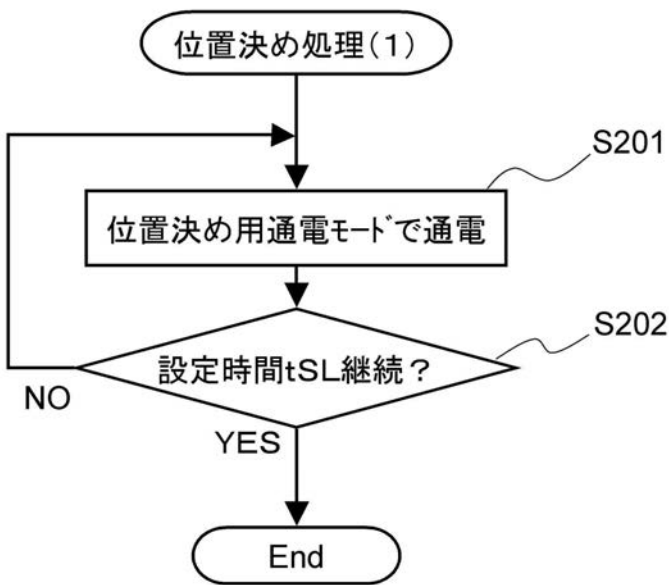 位置決め処理(1)
S201
位置決め用通電モードで通電
S202
設定時間tSL継続?
NO
YES
End